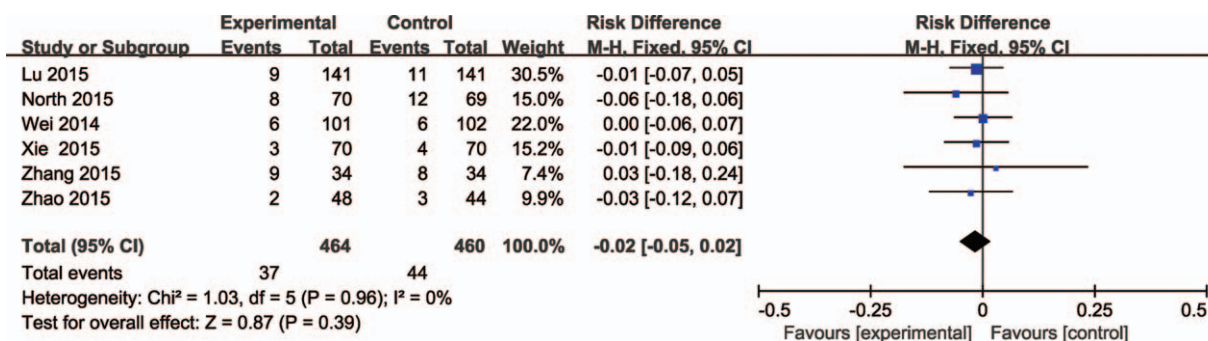 Experimental Control Risk Difference Risk Difference
Study or Subgroup Events Total Events Total Weight M-H, Fixed, 95% CI M-H, Fixed, 95% CI
Lu 2015 9 141 11 141 30.5% -0.01 [-0.07, 0.05]
North 2015 8 70 12 69 15.0% -0.06 [-0.18, 0.06]
Wei 2014 6 101 6 102 22.0% 0.00 [-0.06, 0.07]
Xie 2015 3 70 4 70 15.2% -0.01 [-0.09, 0.06]
Zhang 2015 9 34 8 34 7.4% 0.03 [-0.18, 0.24]
Zhao 2015 2 48 3 44 9.9% -0.03 [-0.12, 0.07]
Total (95% CI) 464 460 100.0% -0.02 [-0.05, 0.02]
Total events 37 44
Heterogeneity: Chi² = 1.03, df = 5 (P = 0.96); I² = 0%
Test for overall effect: Z = 0.87 (P = 0.39)
-0.5 -0.25 0 0.25 0.5
Favours [experimental] Favours [control]